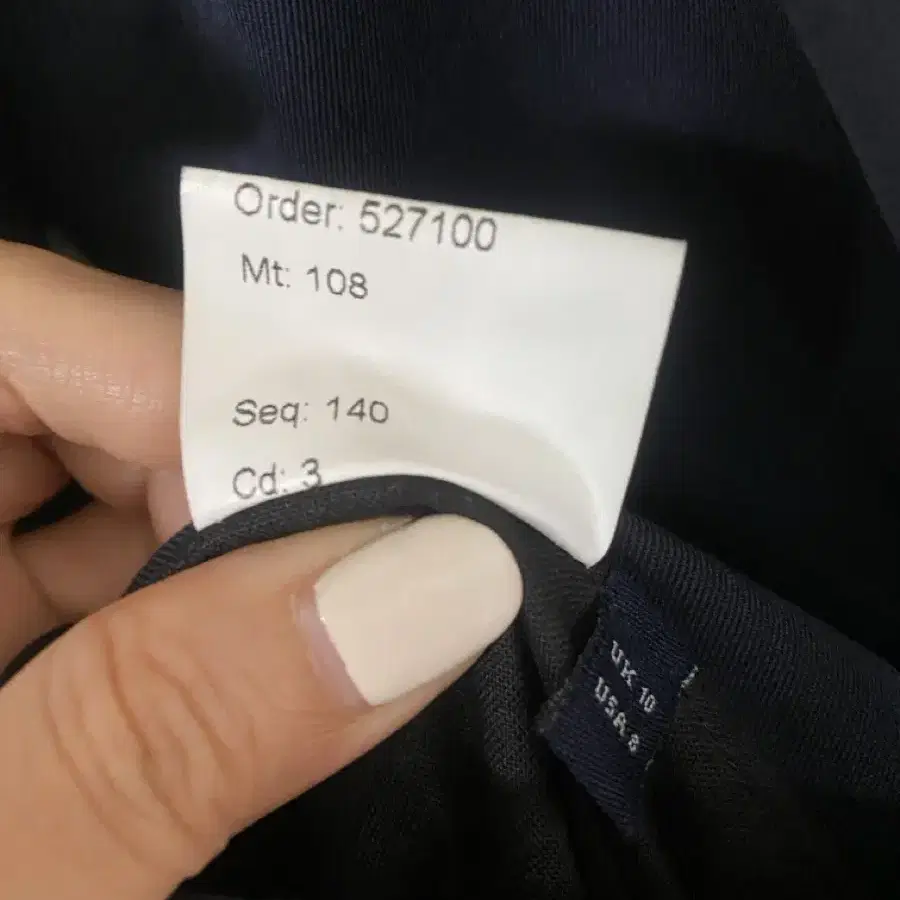 Order: 527100
Mt: 108
Seq: 140
Cd: 3
UK 10
USA 8